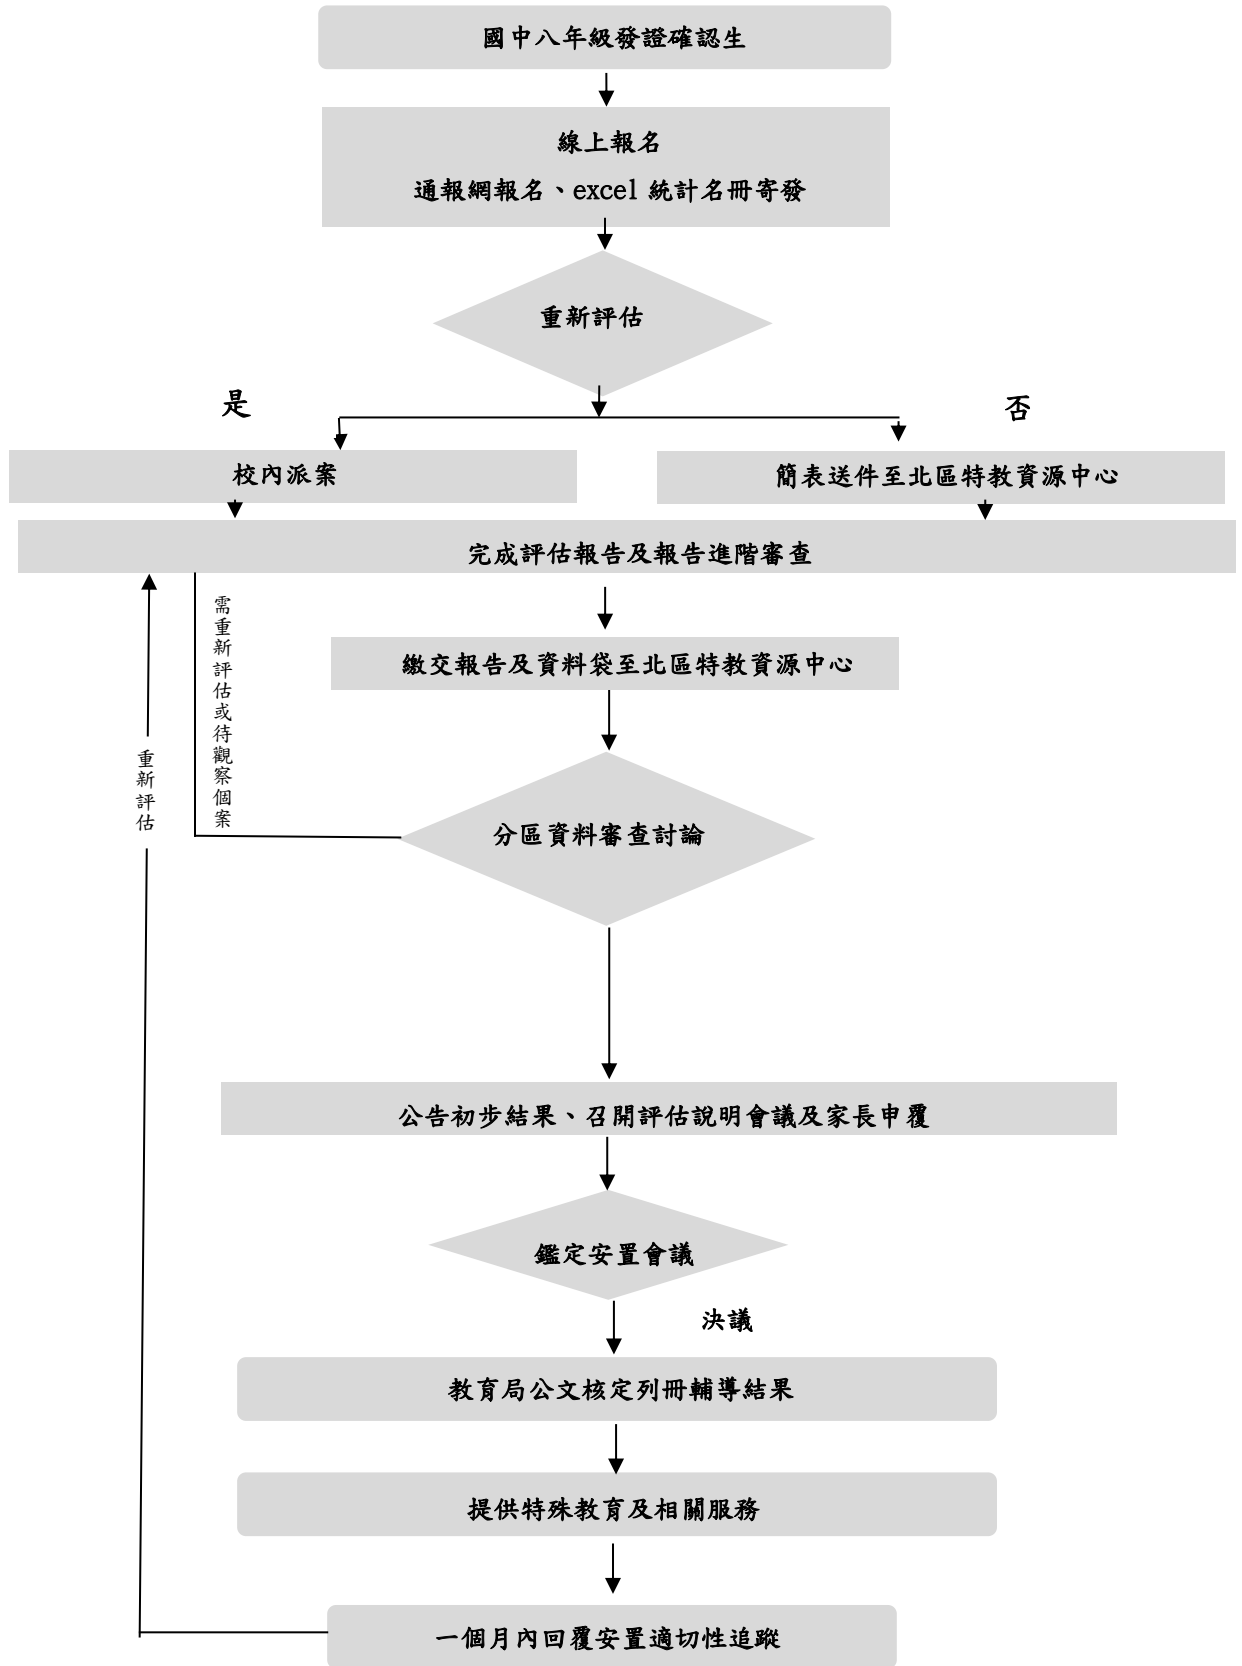 國中八年級發證確認生
線上報名
通報網報名、excel 統計名冊寄發
重新評估
是
否
校內派案
簡表送件至北區特教資源中心
完成評估報告及報告進階審查
需重新評估或待觀察個案
繳交報告及資料袋至北區特教資源中心
重新評估
分區資料審查討論
公告初步結果、召開評估說明會議及家長申覆
鑑定安置會議
決議
教育局公文核定列冊輔導結果
提供特殊教育及相關服務
一個月內回覆安置適切性追蹤